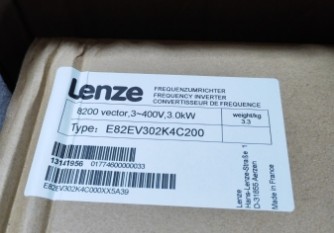 Lenze
FREQUENZUMRICHTER
FREQUENCY INVERTER
CONVERTISSEUR DE FREQUENCE
8200 vector,3~400V,3.0kW
weight/kg
3.3
Type: E82EV302K4C200
01774600000033
E82EV302K4C000XX5A39
Lenze
Hans-Lenze-Straße 1
D-31855 Aerzen
Made in France